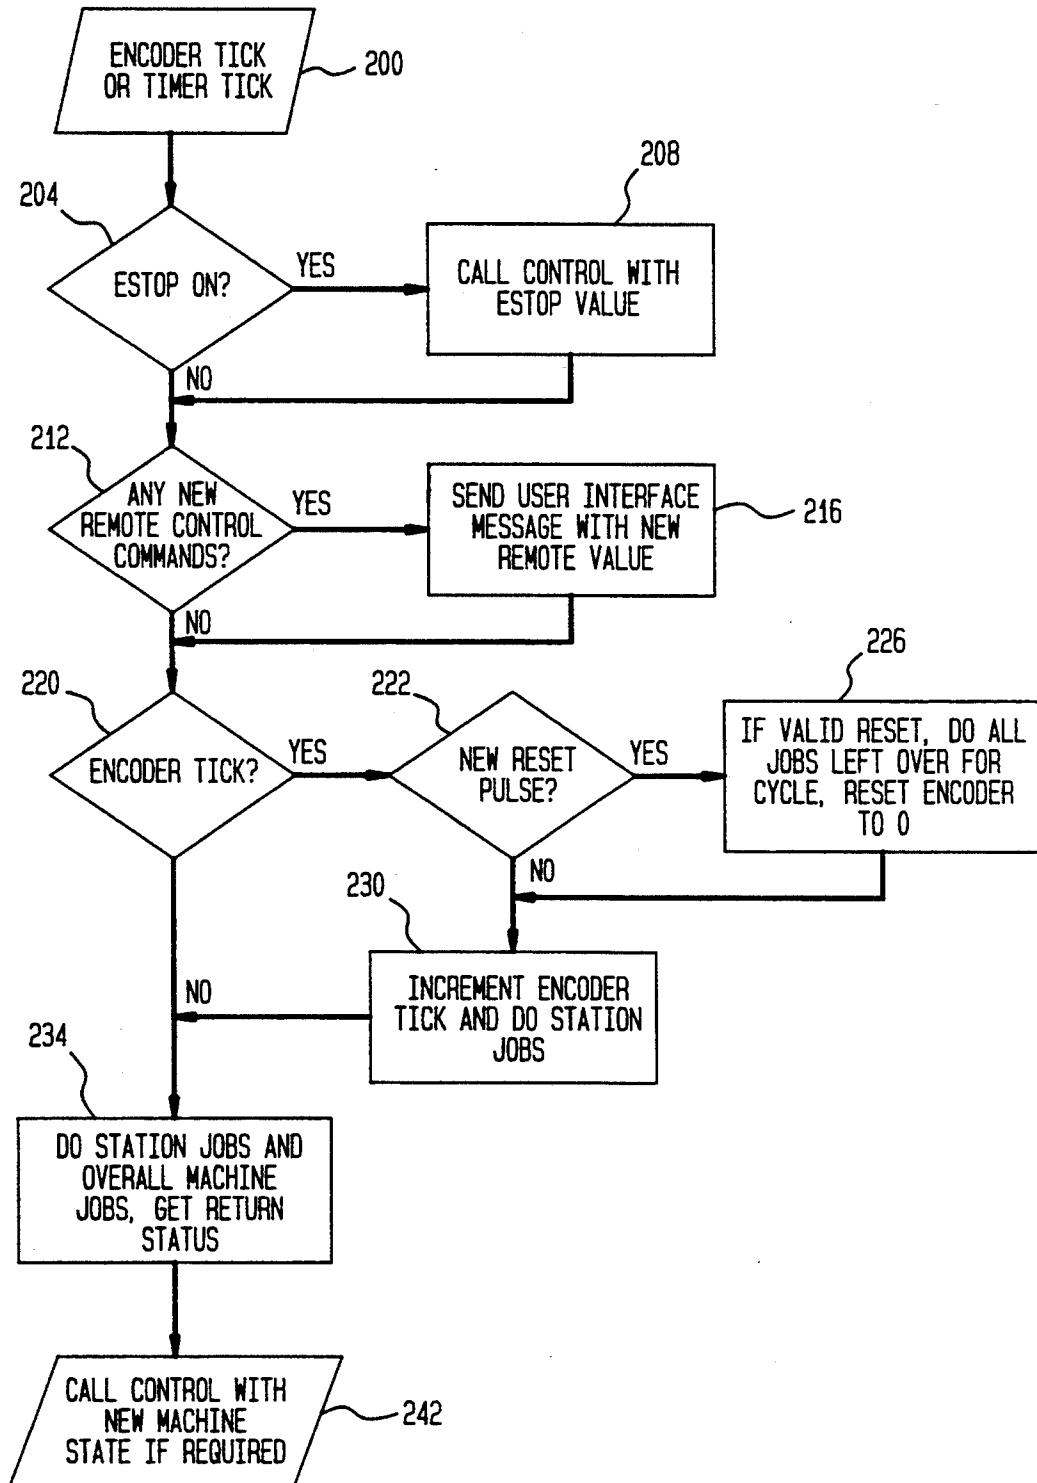 ENCODER TICK
OR TIMER TICK
200
204
208
ESTOP ON?
YES
CALL CONTROL WITH
ESTOP VALUE
NO
212
ANY NEW
REMOTE CONTROL
COMMANDS?
YES
SEND USER INTERFACE
MESSAGE WITH NEW
REMOTE VALUE
216
NO
220
222
226
ENCODER TICK?
YES
NEW RESET
PULSE?
YES
IF VALID RESET, DO ALL
JOBS LEFT OVER FOR
CYCLE, RESET ENCODER
TO 0
NO
230
NO
INCREMENT ENCODER
TICK AND DO STATION
JOBS
234
DO STATION JOBS AND
OVERALL MACHINE
JOBS, GET RETURN
STATUS
CALL CONTROL WITH
NEW MACHINE
STATE IF REQUIRED
242